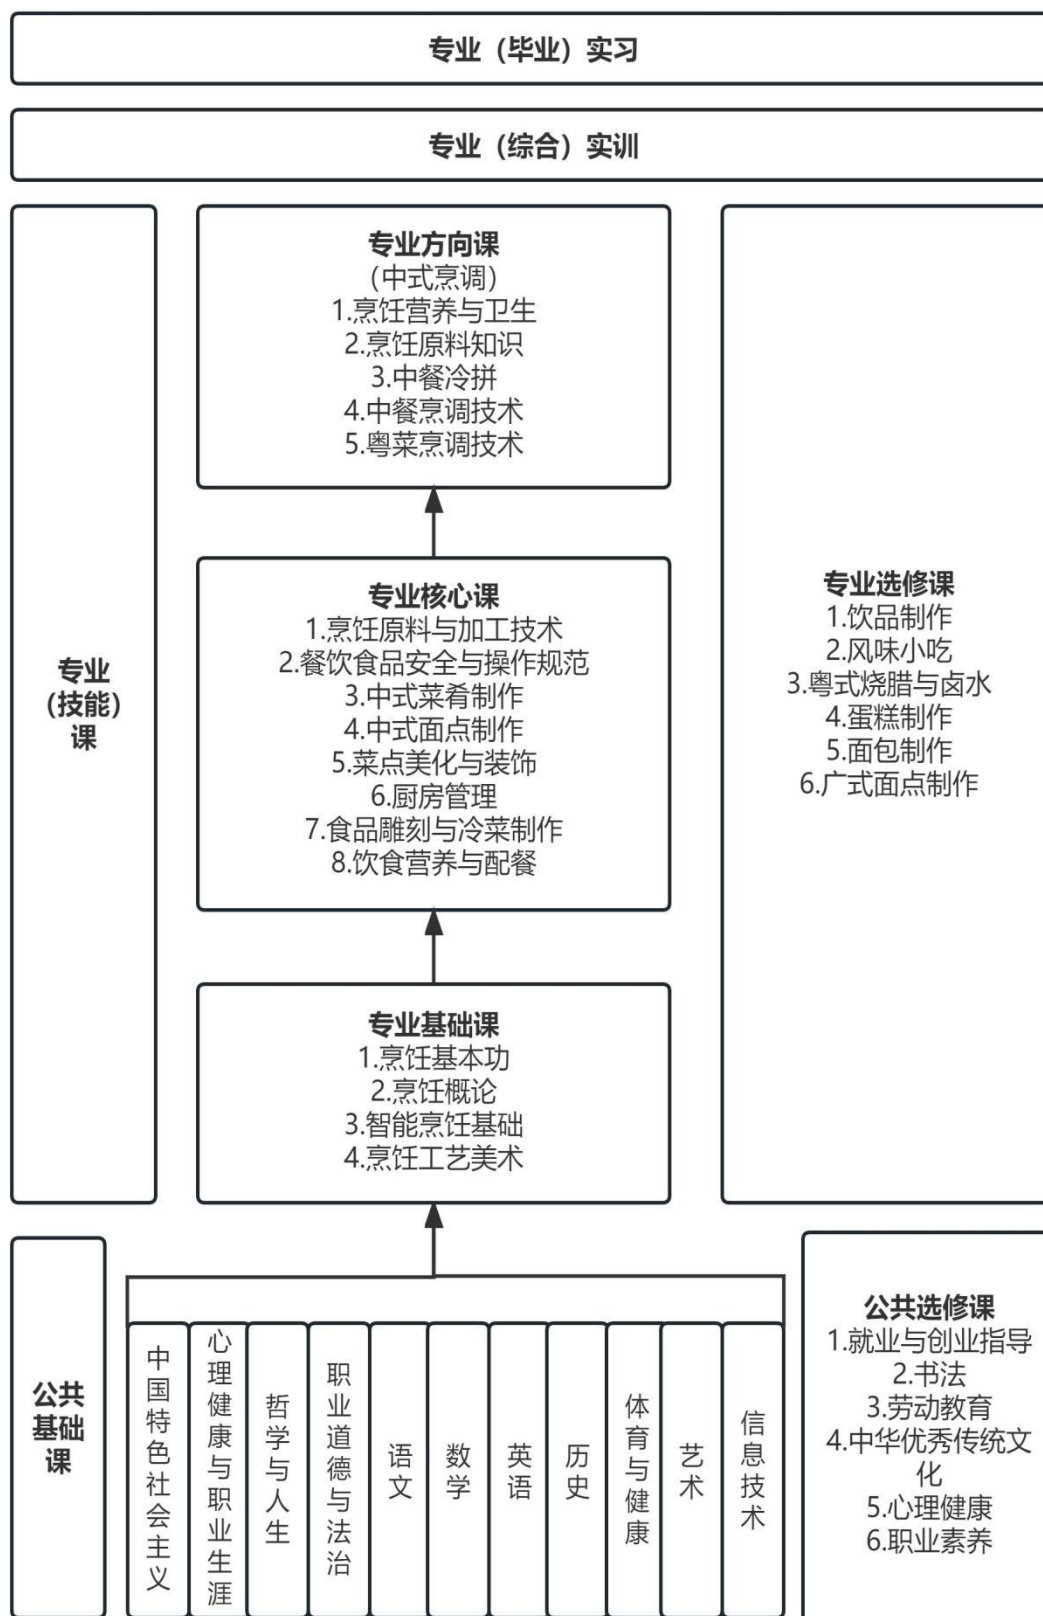 专业（毕业）实习
专业（综合）实训
专业
（技能）
课
专业方向课
（中式烹调）
1.烹饪营养与卫生
2.烹饪原料知识
3.中餐冷拼
4.中餐烹调技术
5.粤菜烹调技术
专业核心课
1.烹饪原料与加工技术
2.餐饮食品安全与操作规范
3.中式菜肴制作
4.中式面点制作
5.菜点美化与装饰
6.厨房管理
7.食品雕刻与冷菜制作
8.饮食营养与配餐
专业基础课
1.烹饪基本功
2.烹饪概论
3.智能烹饪基础
4.烹饪工艺美术
专业选修课
1.饮品制作
2.风味小吃
3.粤式烧腊与卤水
4.蛋糕制作
5.面包制作
6.广式面点制作
公共
基础
课
中国特色社会主义
心理健康与职业生涯
哲学与人生
职业道德与法治
语文
数学
英语
历史
体育与健康
艺术
信息技术
公共选修课
1.就业与创业指导
2.书法
3.劳动教育
4.中华优秀传统文
化
5.心理健康
6.职业素养